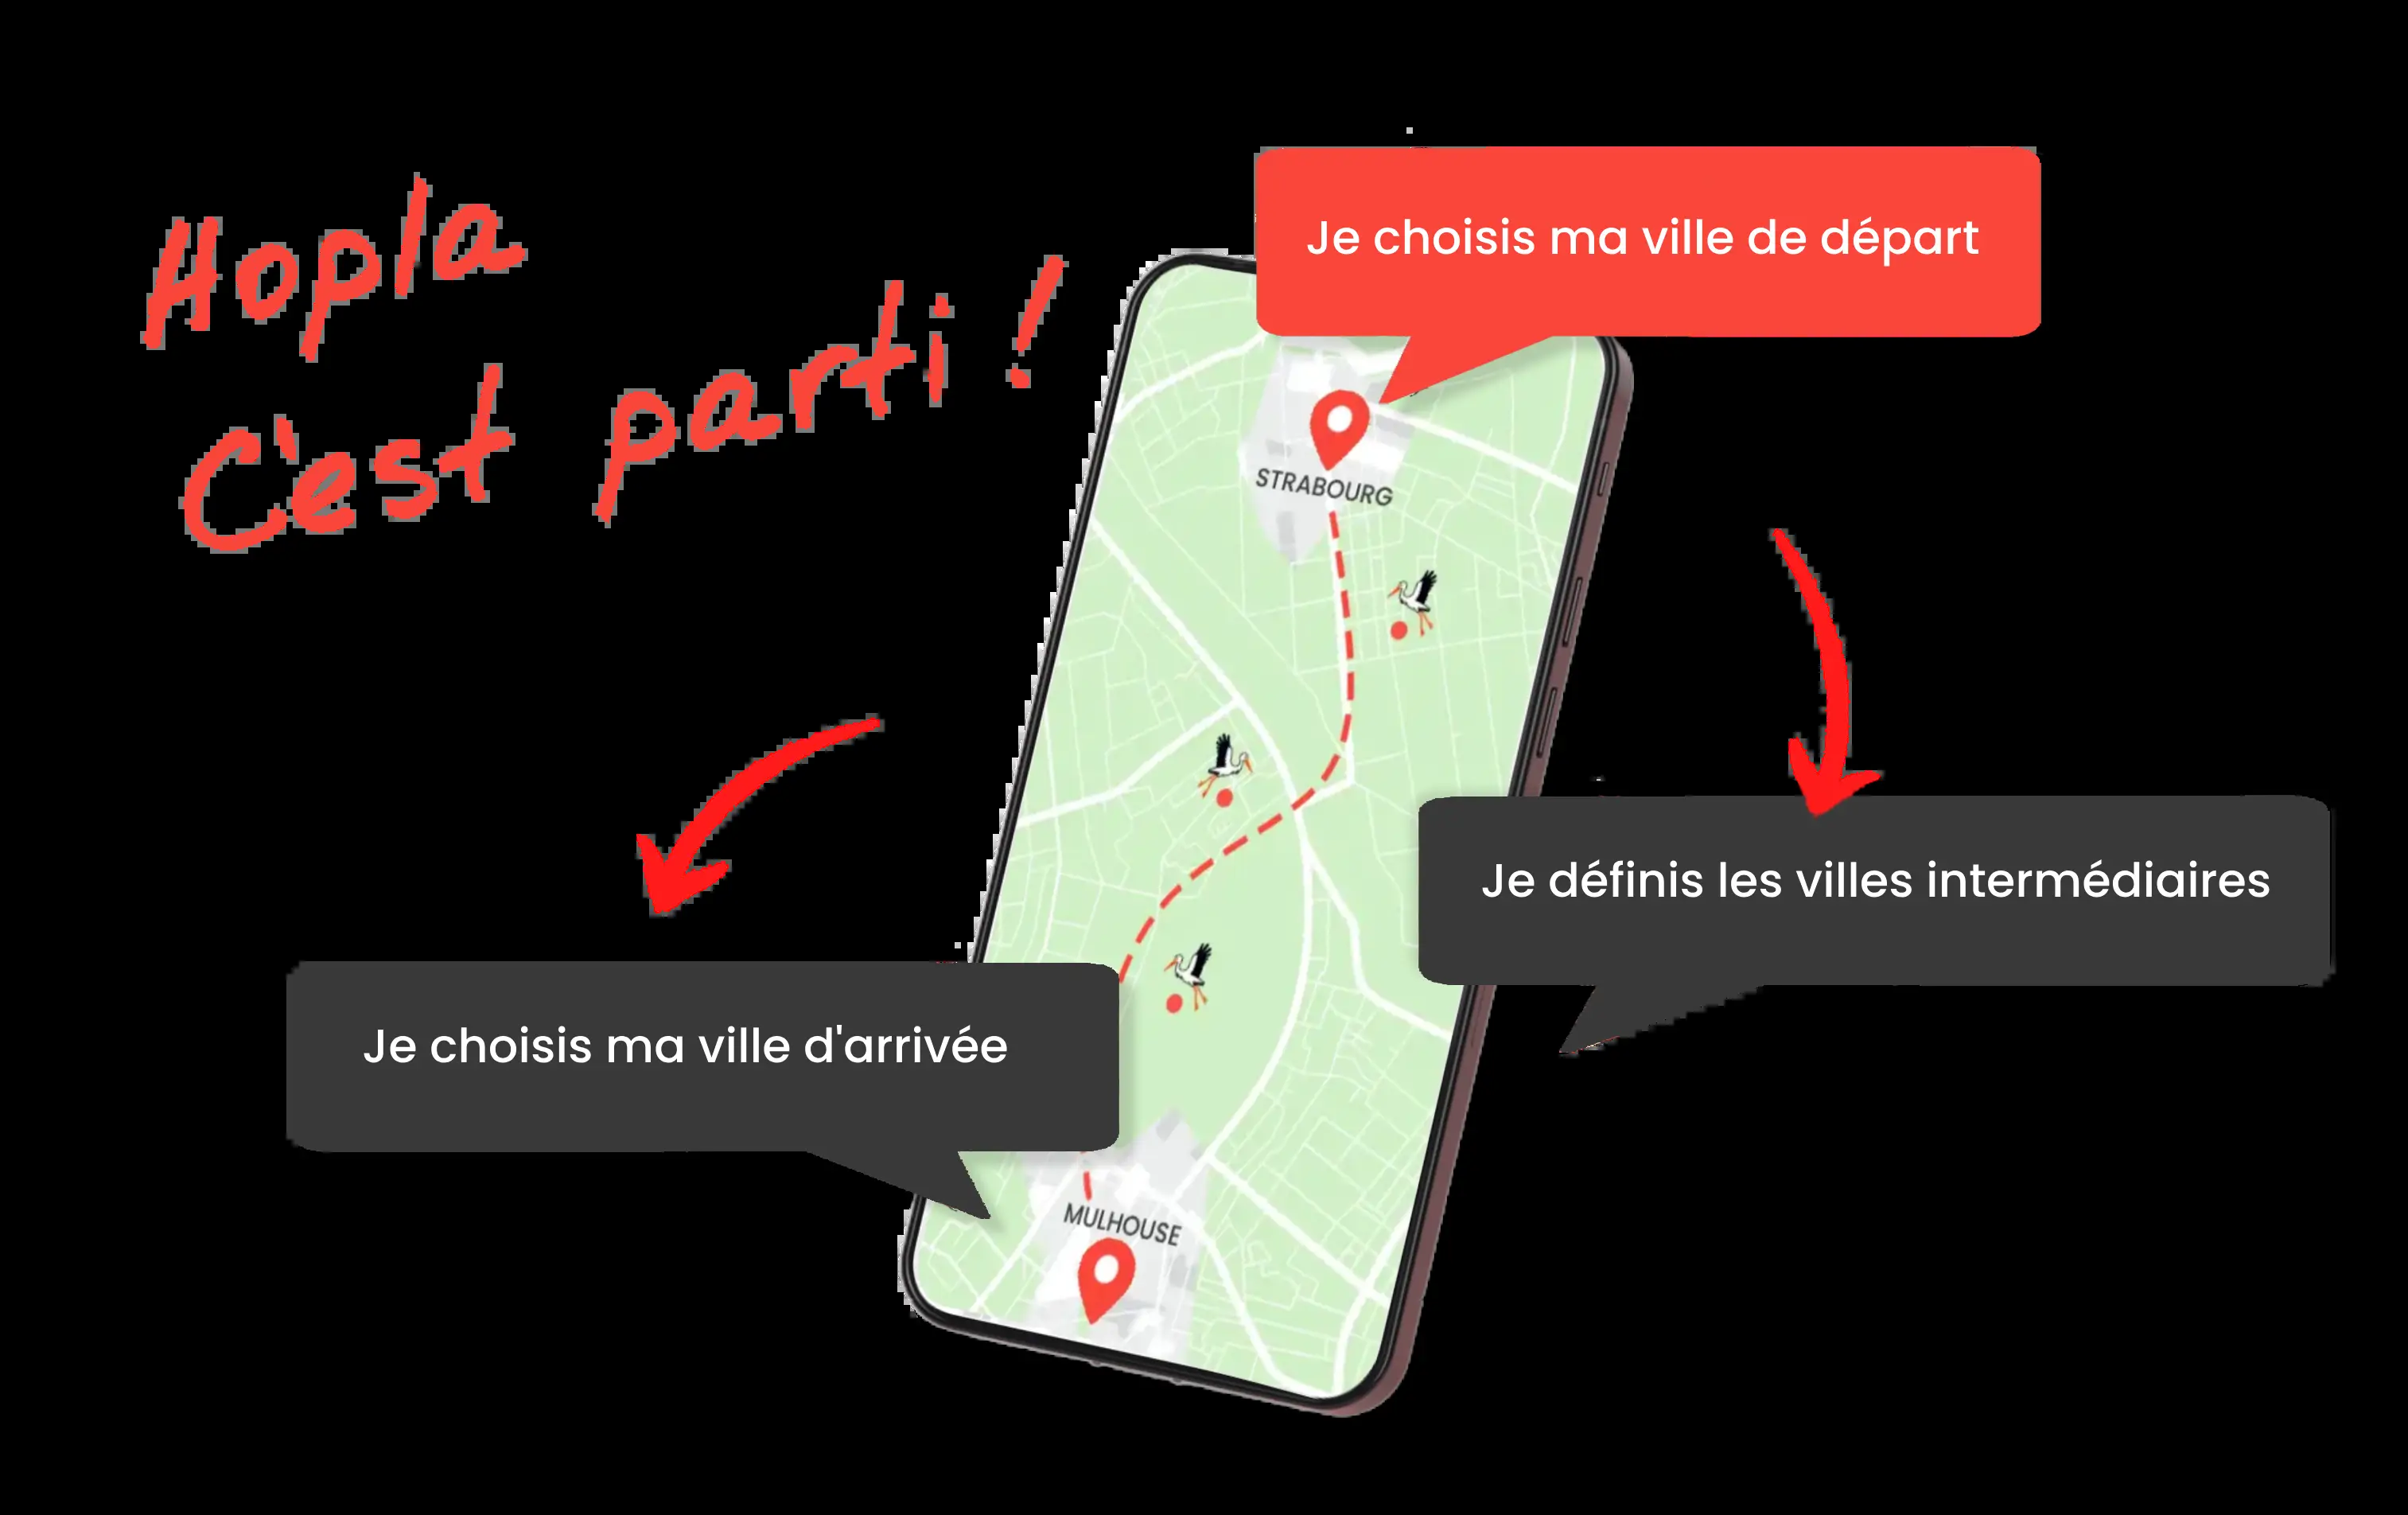 Hopla
C'est parti !
Je choisis ma ville de départ
STRABOURG
Je définis les villes intermédiaires
Je choisis ma ville d'arrivée
MULHOUSE